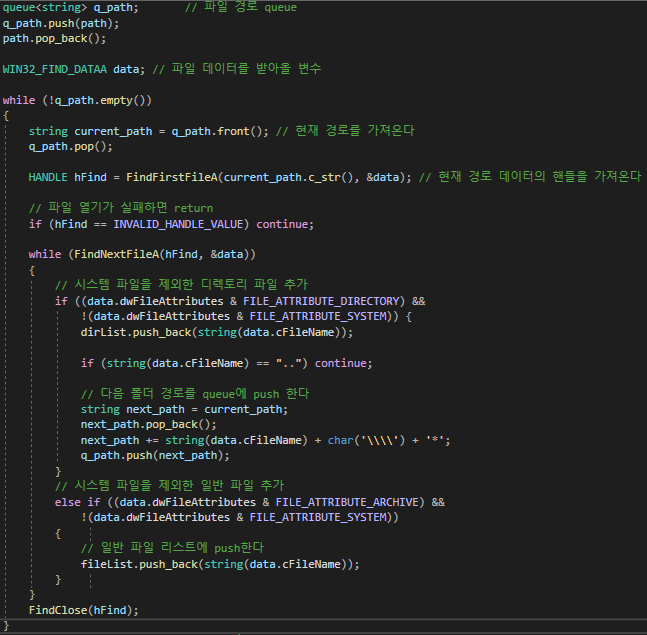 queue<string> q_path;       // 파일 경로 queue
q_path.push(path);
path.pop_back();
WIN32_FIND_DATAA data; // 파일 데이터를 받아올 변수
while (!q_path.empty())
{
string current_path = q_path.front(); // 현재 경로를 가져온다
q_path.pop();
HANDLE hFind = FindFirstFileA(current_path.c_str(), &data); // 현재 경로 데이터의 핸들을 가져온다
// 파일 열기가 실패하면 return
if (hFind == INVALID_HANDLE_VALUE) continue;
while (FindNextFileA(hFind, &data))
{
// 시스템 파일을 제외한 디렉토리 파일 추가
if ((data.dwFileAttributes & FILE_ATTRIBUTE_DIRECTORY) &&
!(data.dwFileAttributes & FILE_ATTRIBUTE_SYSTEM)) {
dirList.push_back(string(data.cFileName));
if (string(data.cFileName) == "..") continue;
// 다음 폴더 경로를 queue에 push 한다
string next_path = current_path;
next_path.pop_back();
next_path += string(data.cFileName) + char('\\\\') + '*';
q_path.push(next_path);
}
// 시스템 파일을 제외한 일반 파일 추가
else if ((data.dwFileAttributes & FILE_ATTRIBUTE_ARCHIVE) &&
!(data.dwFileAttributes & FILE_ATTRIBUTE_SYSTEM))
{
// 일반 파일 리스트에 push한다
fileList.push_back(string(data.cFileName));
}
}
FindClose(hFind);
}